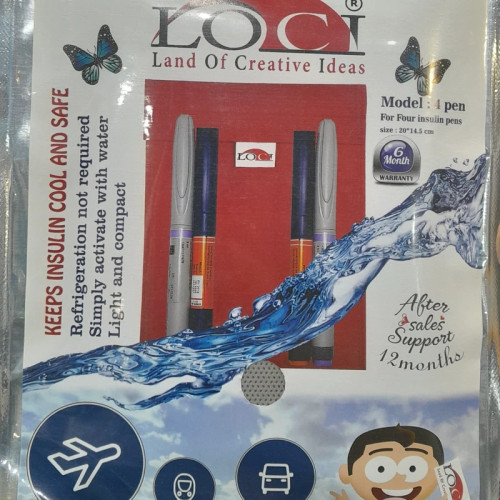 LOCI®
Land Of Creative Ideas
Model : 4 pen
For Four insulin pens
size : 20*14.5 cm
6
Month
WARRANTY
KEEPS INSULIN COOL AND SAFE
Refrigeration not required
Simply activate with water
Light and compact
LOCI
After
sales
Support
12months
LOCI